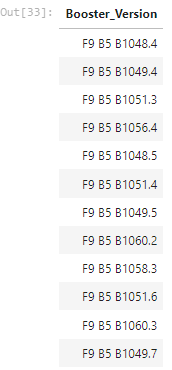 Out[33]:
Booster_Version
F9 B5 B1048.4
F9 B5 B1049.4
F9 B5 B1051.3
F9 B5 B1056.4
F9 B5 B1048.5
F9 B5 B1051.4
F9 B5 B1049.5
F9 B5 B1060.2
F9 B5 B1058.3
F9 B5 B1051.6
F9 B5 B1060.3
F9 B5 B1049.7